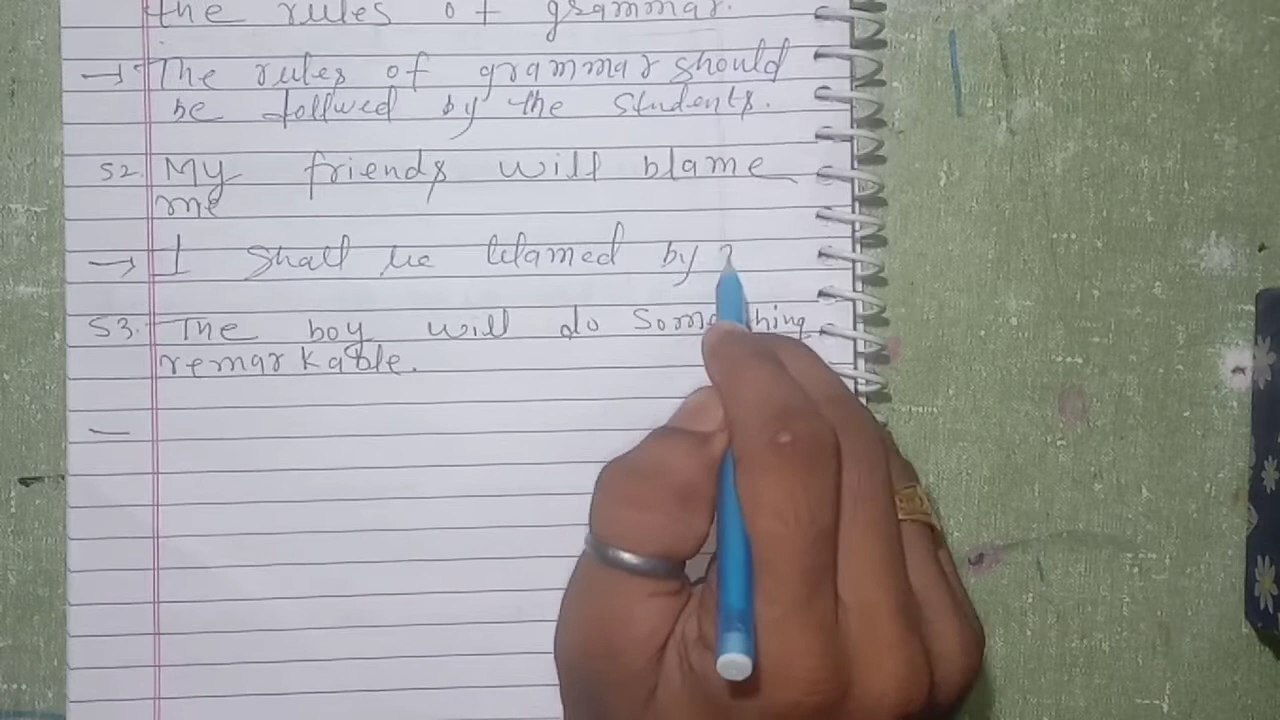 the rules of grammar.
→ The rules of grammar should
be follwed by the students.
52. My friends will blame
me
→ I shall be blamed by
53. The boy will do something
remarkable.